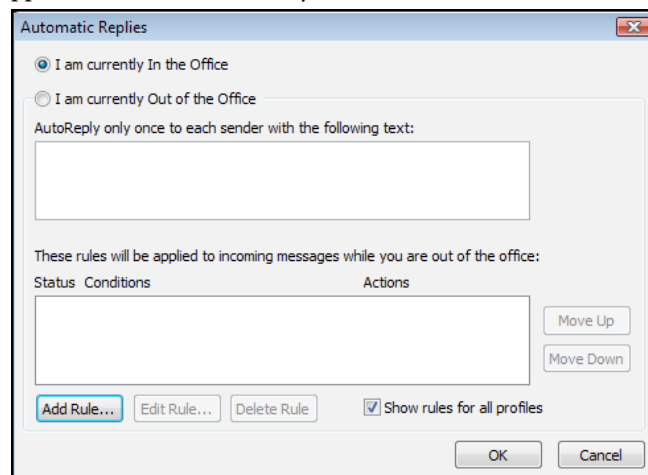 Automatic Replies
I am currently In the Office
I am currently Out of the Office
AutoReply only once to each sender with the following text:
These rules will be applied to incoming messages while you are out of the office:
Status Conditions Actions
Move Up
Move Down
Add Rule... Edit Rule... Delete Rule Show rules for all profiles
OK Cancel